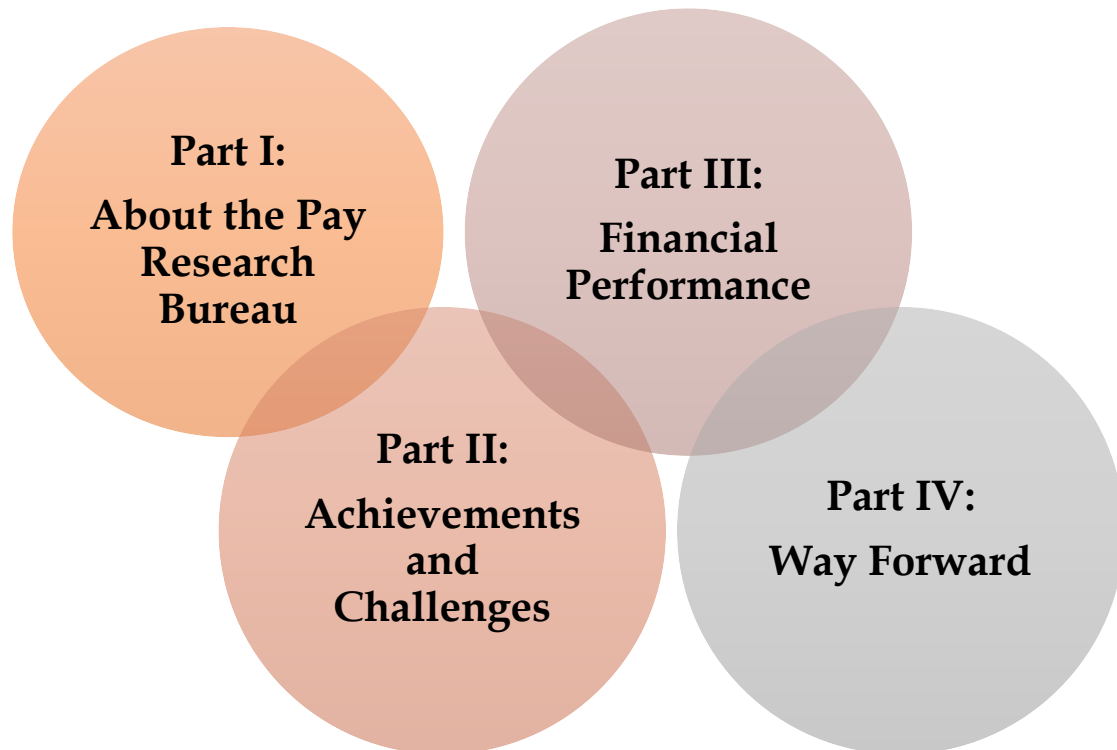 Part I:
About the Pay
Research
Bureau
Part II:
Achievements
and
Challenges
Part III:
Financial
Performance
Part IV:
Way Forward